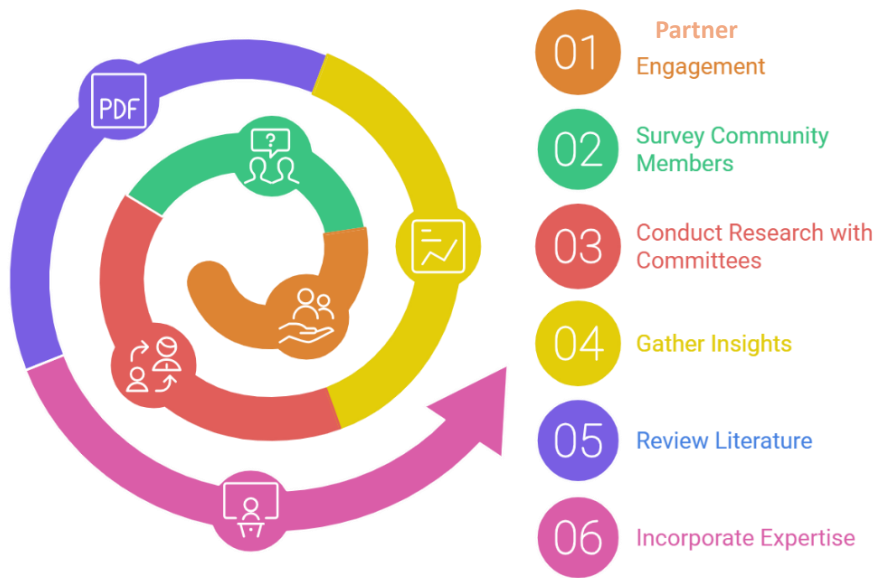 PDF
?
01
Partner
Engagement
02
Survey Community
Members
03
Conduct Research with
Committees
04
Gather Insights
05
Review Literature
06
Incorporate Expertise